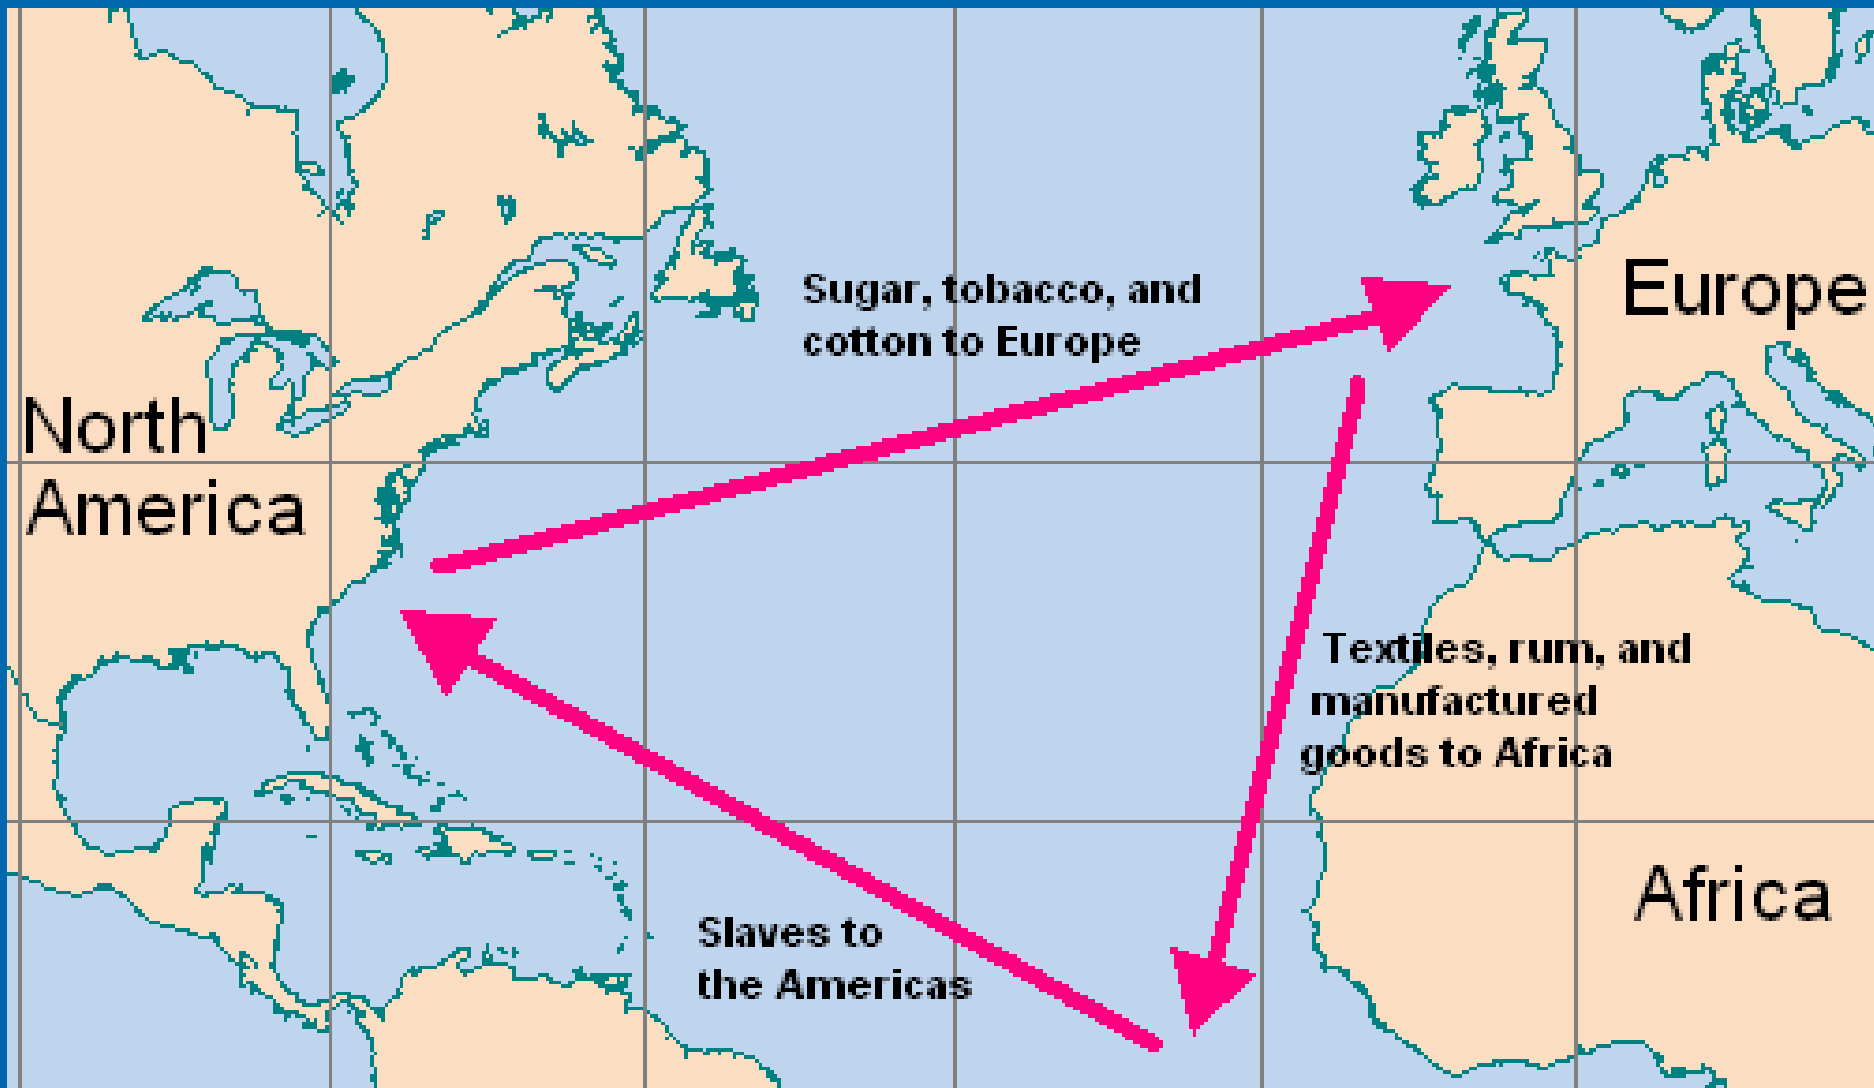 Sugar, tobacco, and
cotton to Europe
Europe
North
America
Textiles, rum, and
manufactured
goods to Africa
Africa
Slaves to
the Americas